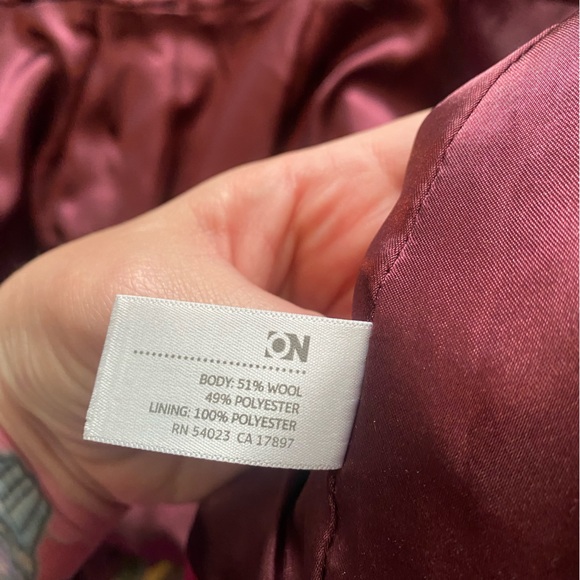 ON
BODY: 51% WOOL
49% POLYESTER
LINING: 100% POLYESTER
RN 54023 CA 17897